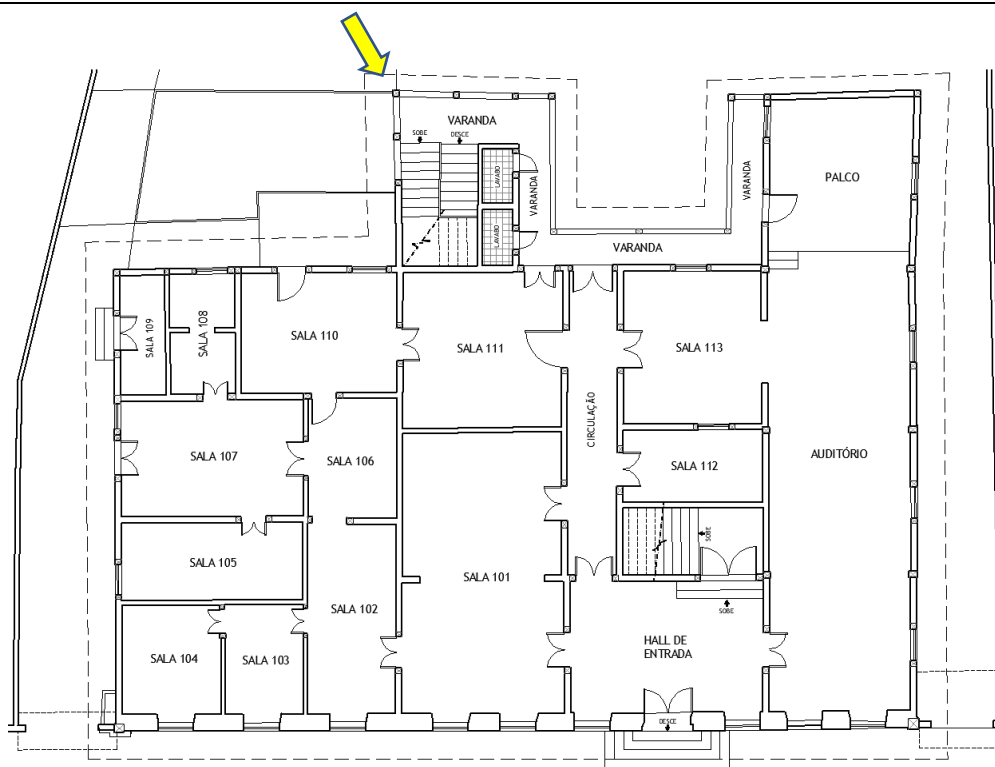 VARANDA
SOBE
DESCE
LAVABO
LAVABO
VARANDA
VARANDA
VARANDA
PALCO
SALA 109
SALA 108
SALA 110
SALA 111
SALA 113
CIRCULAÇÃO
SALA 107
SALA 106
SALA 112
AUDITÓRIO
SALA 105
SALA 101
SOBE
SALA 102
SOBE
SALA 104
SALA 103
HALL DE
ENTRADA
DESCE